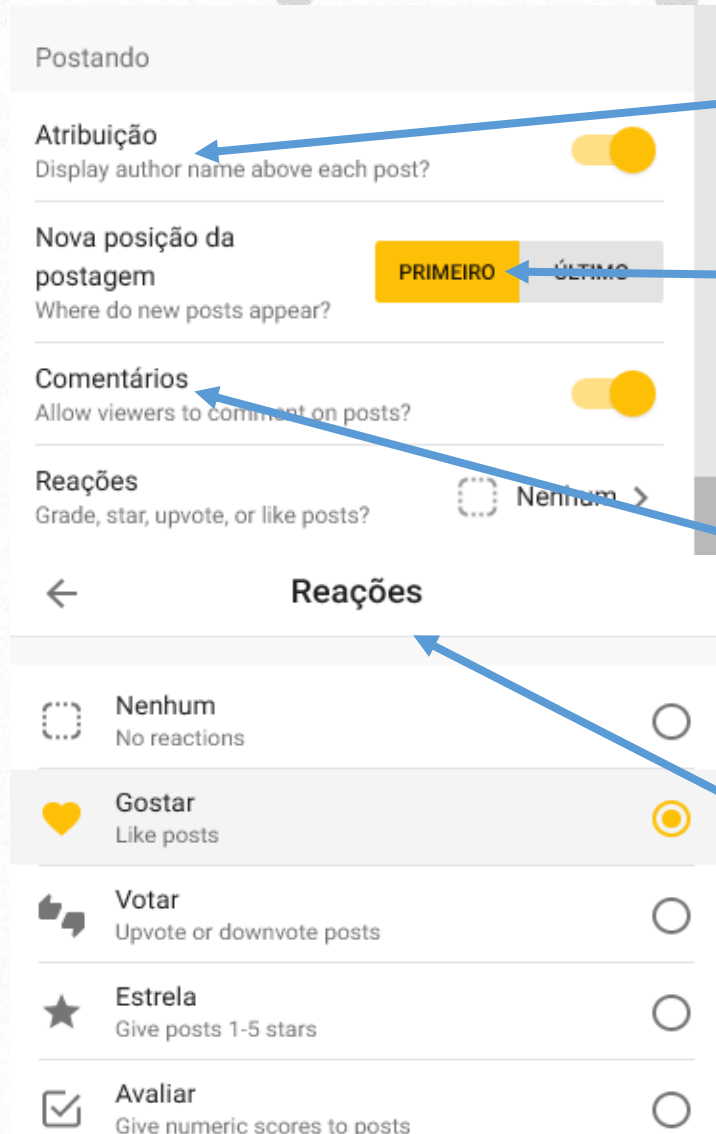 Postando
Atribuição
Display author name above each post?
Nova posição da
postagem
PRIMEIRO ÚLTIMO
Where do new posts appear?
Comentários
Allow viewers to comment on posts?
Reações
Nenhum
Grade, star, upvote, or like posts?
Reações
Nenhum
No reactions
Gostar
Like posts
Votar
Upvote or downvote posts
Estrela
Give posts 1-5 stars
Avaliar
Give numeric scores to posts